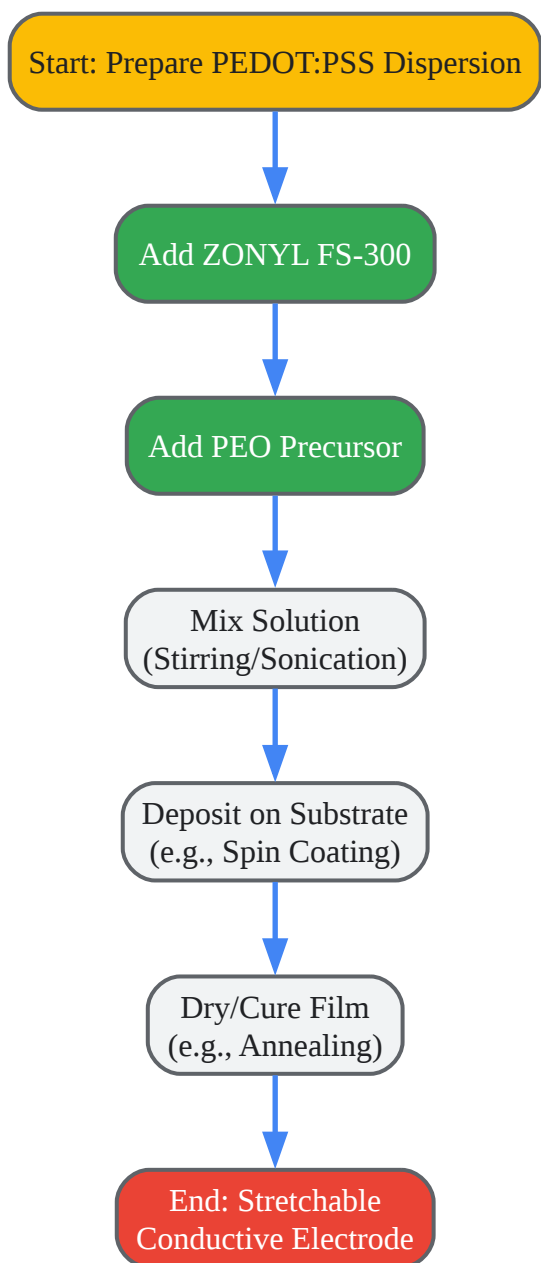 Start: Prepare PEDOT:PSS Dispersion
Add ZONYL FS-300
Add PEO Precursor
Mix Solution
(Stirring/Sonication)
Deposit on Substrate
(e.g., Spin Coating)
Dry/Cure Film
(e.g., Annealing)
End: Stretchable
Conductive Electrode